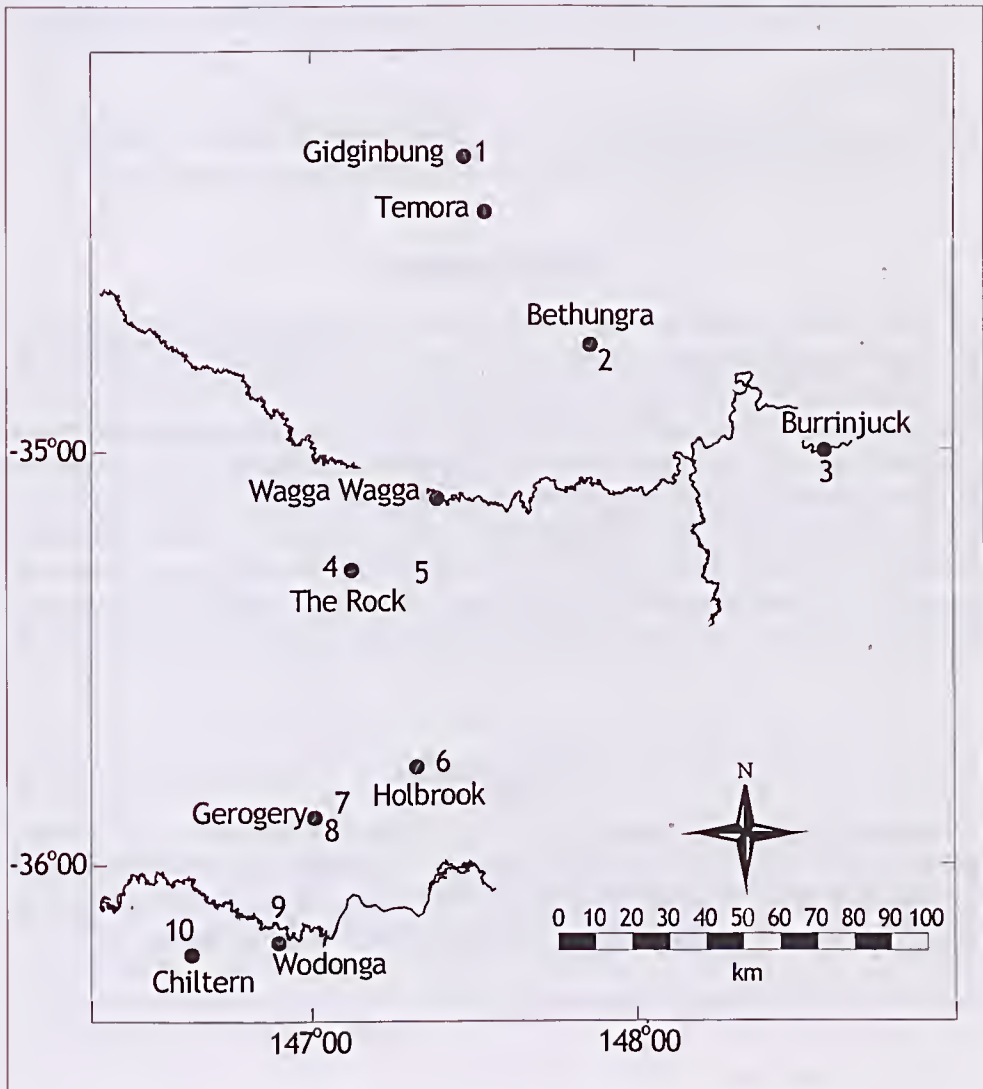 Gidginbung 1
Temora
Bethungra
2
Burrinjuck
-35°00
3
Wagga Wagga
4 5
The Rock
6
N
Holbrook
7
Gerogery
8
-36°00
0 10 20 30 40 50 60 70 80 90 100
9
10
km
Wodonga
Chiltern
147°00 148°00